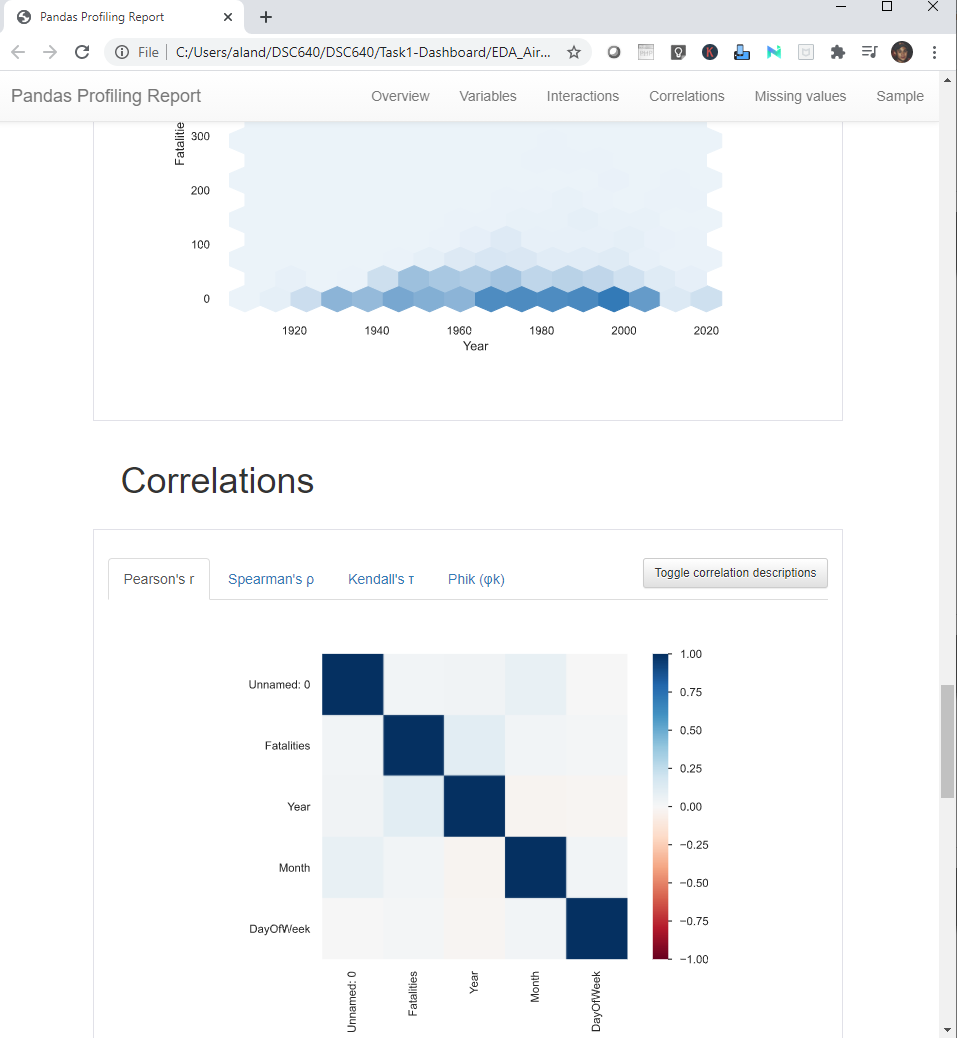 Pandas Profiling Report
File
C:/Users/aland/DSC640/DSC640/Task1-Dashboard/EDA_Air...
Pandas Profiling Report
Overview
Variables
Interactions
Correlations
Missing values
Sample
Fatalitie
300
200
100
0
1920
1940
1960
1980
2000
2020
Year
Correlations
Pearson's r
Spearman's ρ
Kendall's τ
Phik (φk)
Toggle correlation descriptions
Unnamed: 0
Fatalities
Year
Month
DayOfWeek
Unnamed: 0
Fatalities
Year
Month
DayOfWeek
1.00
0.75
0.50
0.25
0.00
−0.25
−0.50
−0.75
−1.00